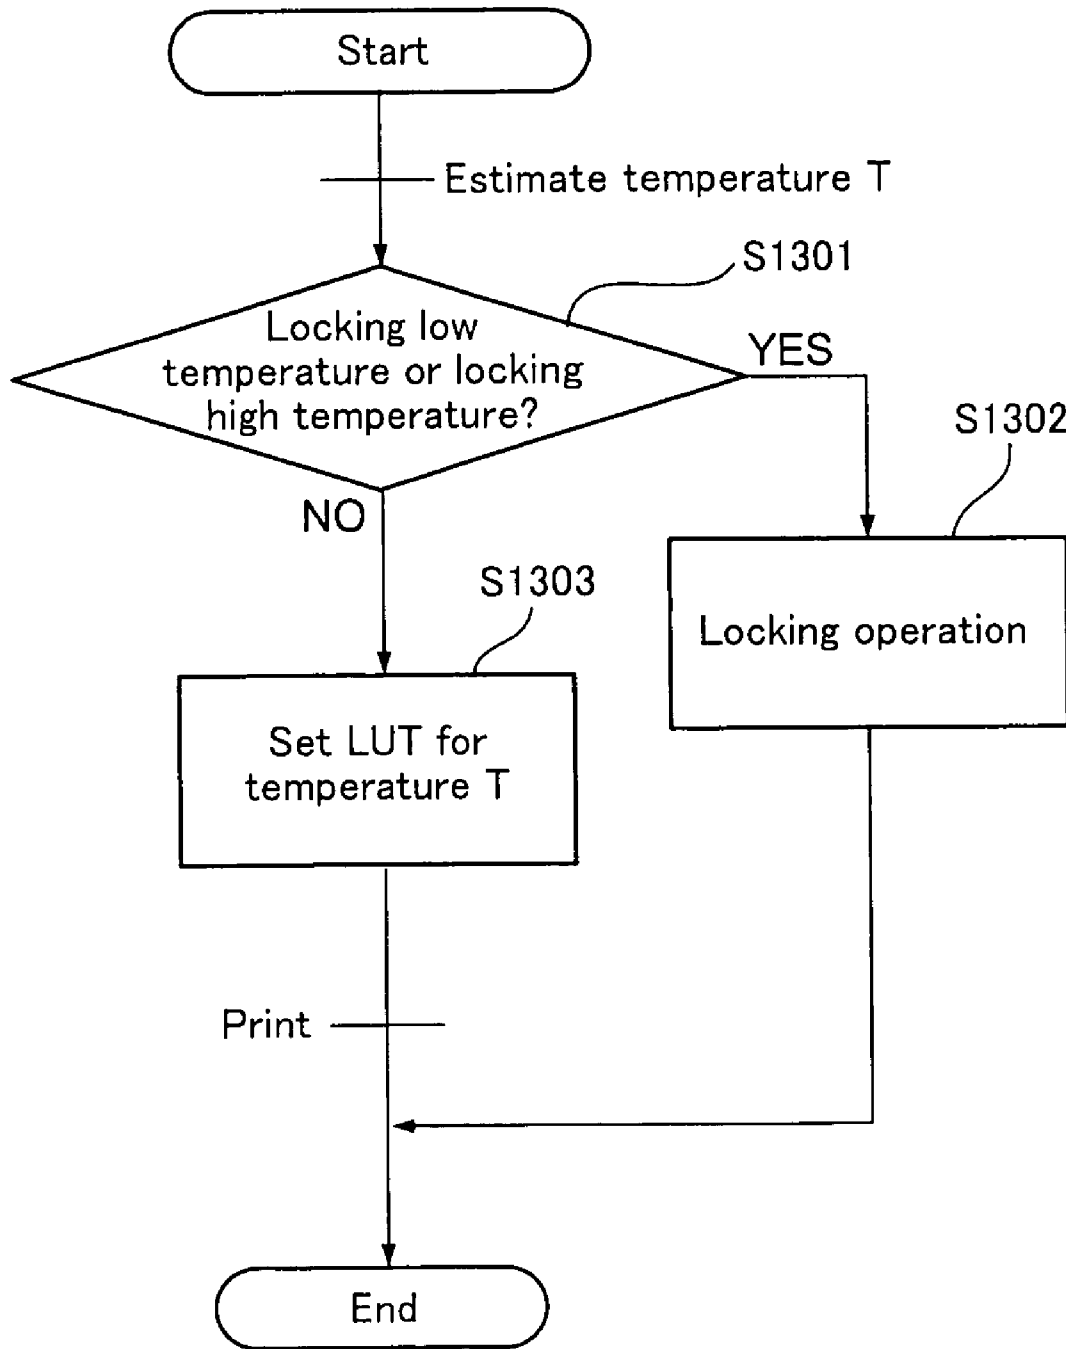 Start
Estimate temperature T
S1301
Locking low
temperature or locking
high temperature?
YES
S1302
NO
S1303
Locking operation
Set LUT for
temperature T
Print
End